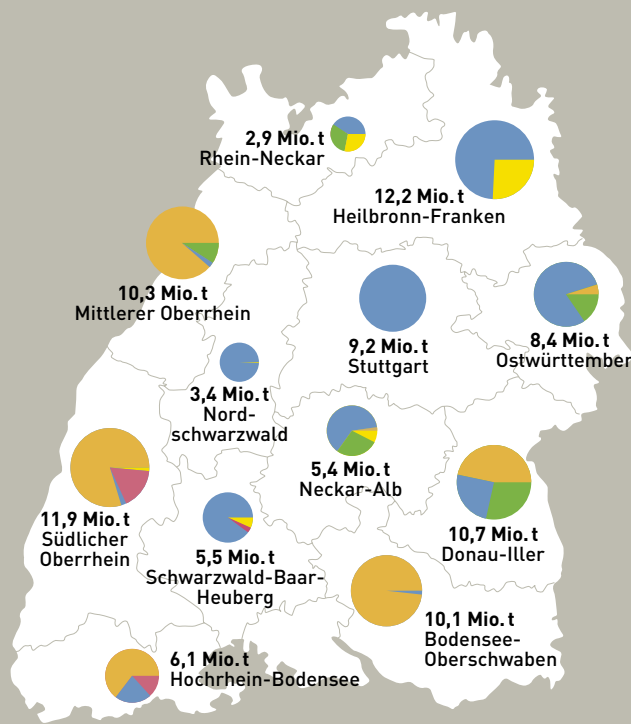 2,9 Mio. t
Rhein-Neckar
12,2 Mio. t
Heilbronn-Franken
10,3 Mio. t
Mittlerer Oberrhein
9,2 Mio. t
Stuttgart
8,4 Mio. t
Ostwürttember
3,4 Mio. t
Nord-
schwarzwald
5,4 Mio. t
Neckar-Alb
11,9 Mio. t
Südlicher
Oberrhein
10,7 Mio. t
Donau-Iller
5,5 Mio. t
Schwarzwald-Baar-
Heuberg
10,1 Mio. t
Bodensee-
Oberschwaben
6,1 Mio. t
Hochrhein-Bodensee